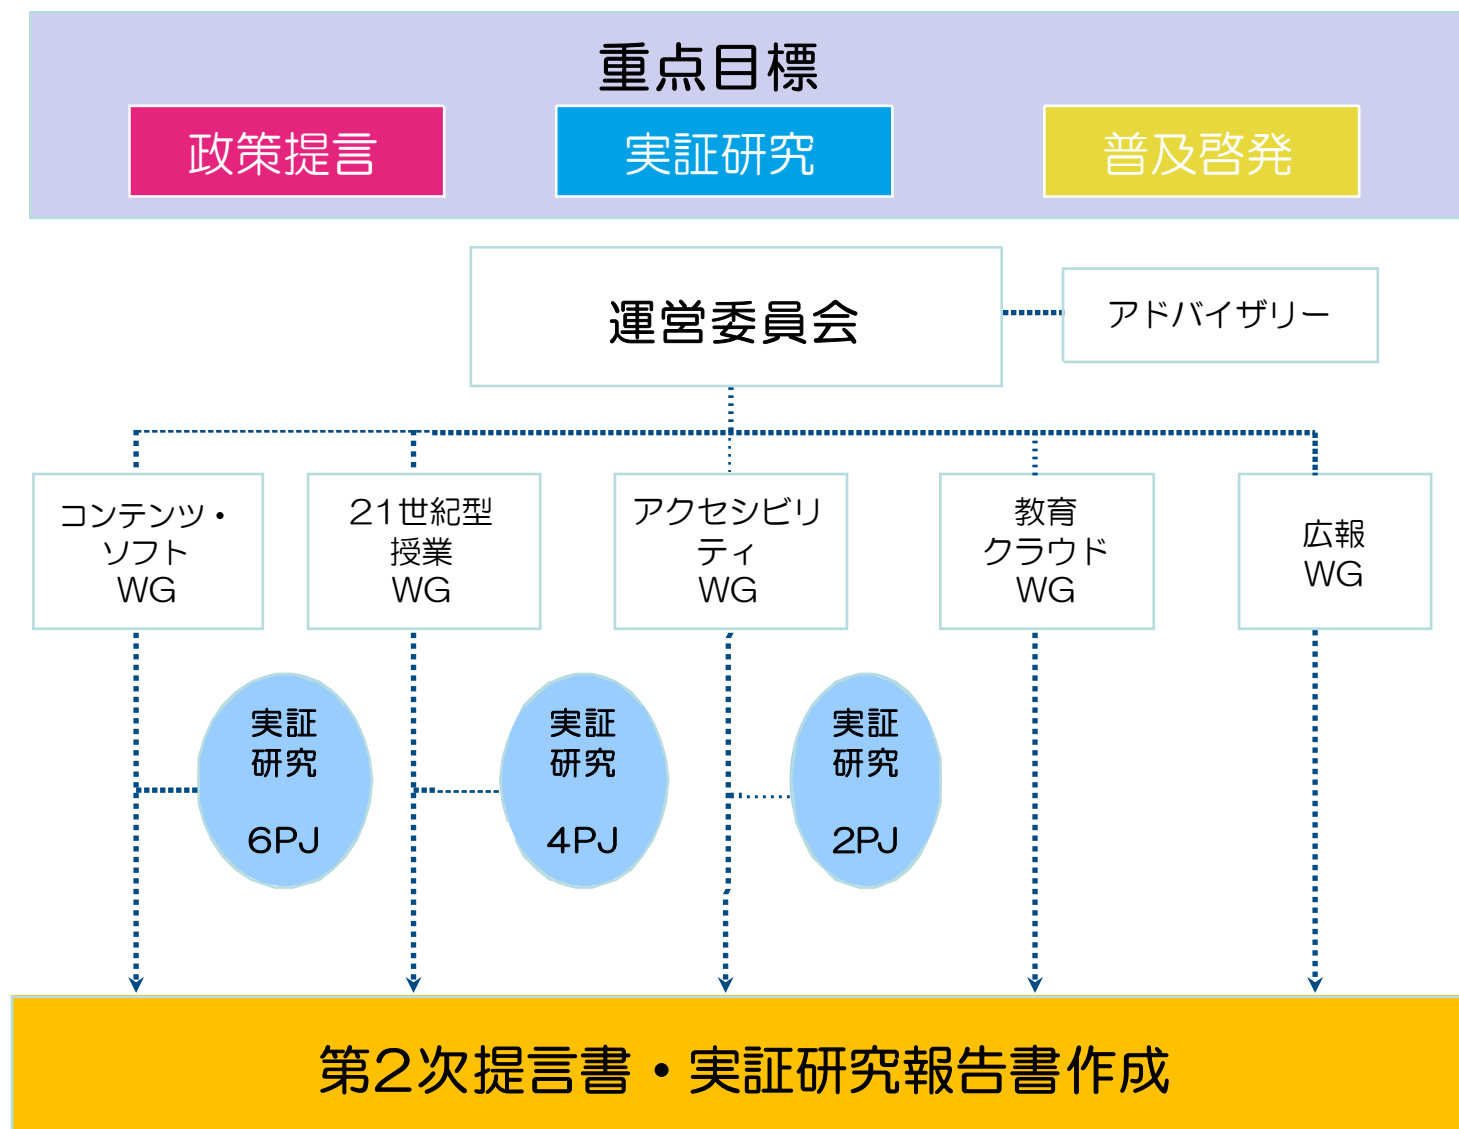 重点目標
政策提言
実証研究
普及啓発
運営委員会
アドバイザリー
コンテンツ・
ソフト
WG
21世紀型
授業
WG
アクセシビリ
ティ
WG
教育
クラウド
WG
広報
WG
実証
研究
6PJ
実証
研究
4PJ
実証
研究
2PJ
第2次提言書・実証研究報告書作成